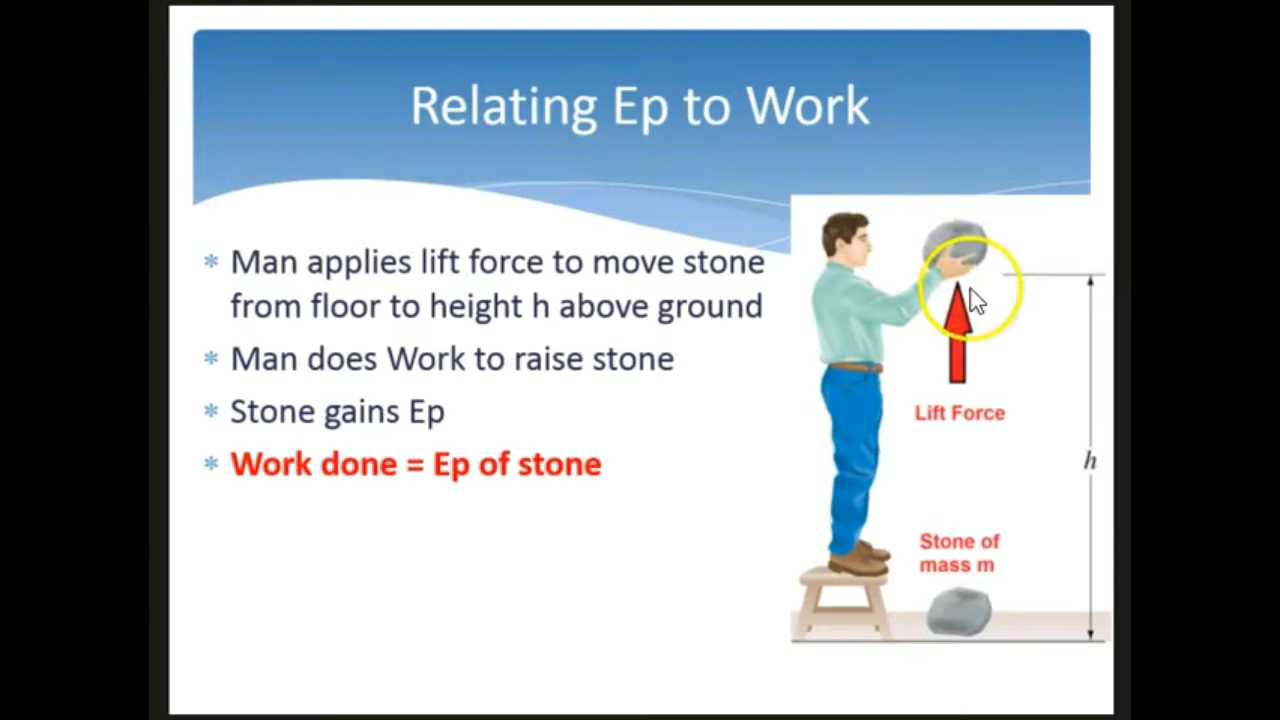 Relating Ep to Work
* Man applies lift force to move stone
from floor to height h above ground
* Man does Work to raise stone
* Stone gains Ep
* Work done = Ep of stone
Lift Force
h
Stone of
mass m